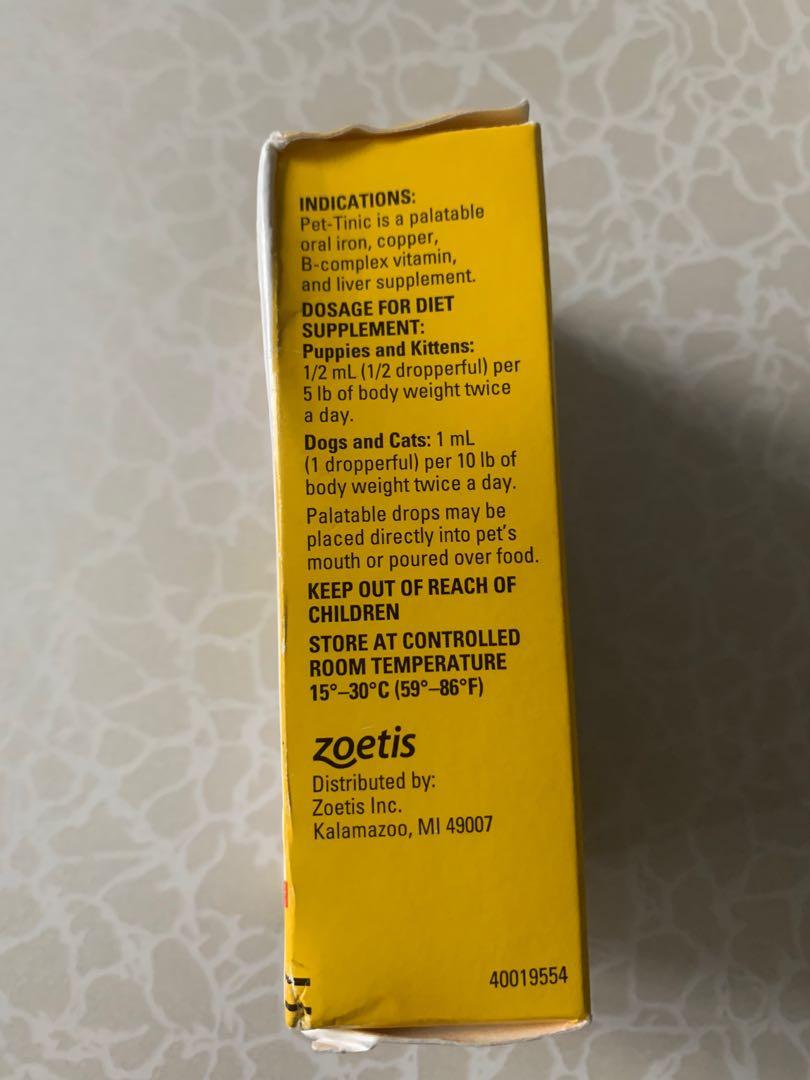 INDICATIONS:
Pet-Tinic is a palatable
oral iron, copper,
B-complex vitamin,
and liver supplement.
DOSAGE FOR DIET
SUPPLEMENT:
Puppies and Kittens:
1/2 mL (1/2 dropperful) per
5 lb of body weight twice
a day.
Dogs and Cats: 1 mL
(1 dropperful) per 10 lb of
body weight twice a day.
Palatable drops may be
placed directly into pet's
mouth or poured over food.
KEEP OUT OF REACH OF
CHILDREN
STORE AT CONTROLLED
ROOM TEMPERATURE
15°–30°C (59°–86°F)
zoetis
Distributed by:
Zoetis Inc.
Kalamazoo, MI 49007
40019554